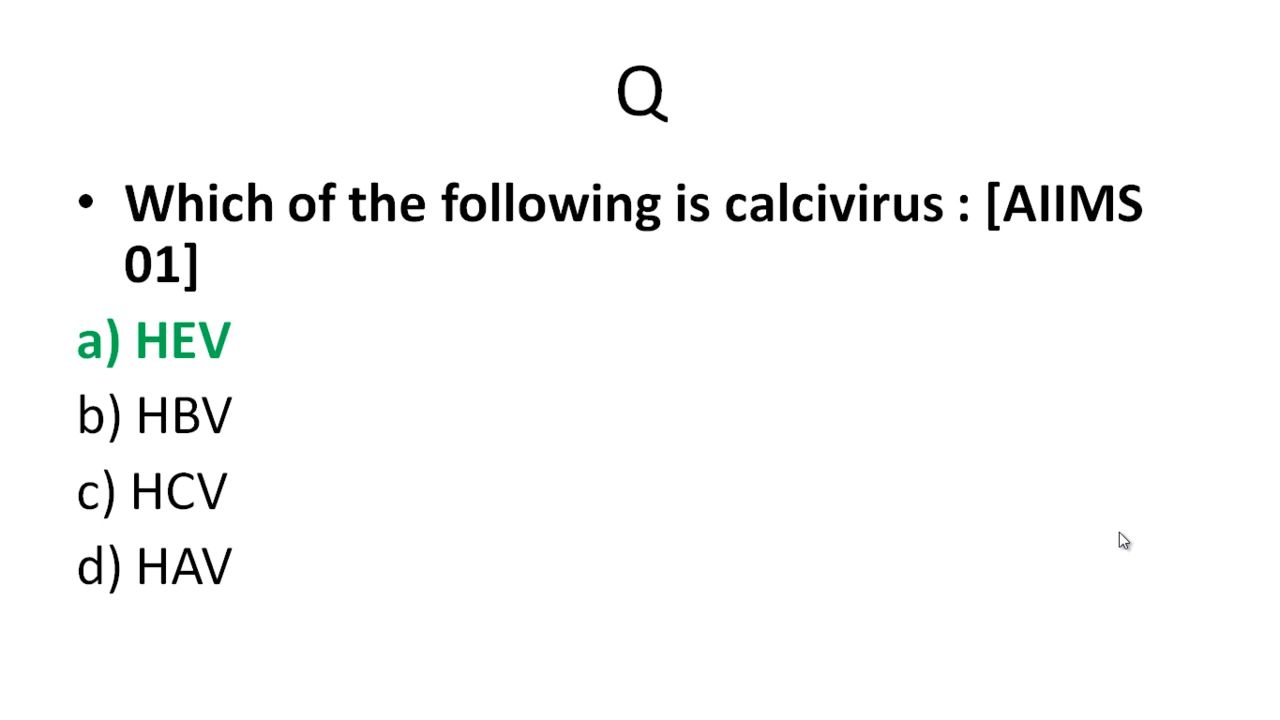 Q
• Which of the following is calcivirus : [AIIMS
01]
a) HEV
b) HBV
c) HCV
d) HAV